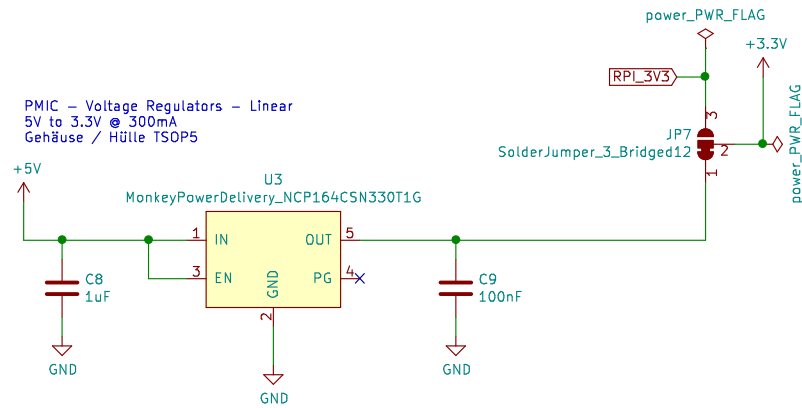 power_PWR_FLAG
+3.3V
RPI_3V3
PMIC - Voltage Regulators - Linear
5V to 3.3V @ 300mA
Gehäuse / Hülle TSOP5
3
JP7
SolderJumper_3_Bridged12
2
1
power_PWR_FLAG
+5V
U3
MonkeyPowerDelivery_NCP164CSN330T1G
1
IN
OUT
5
3
EN
GND
PG
4
2
C8
1uF
C9
100nF
GND
GND
GND